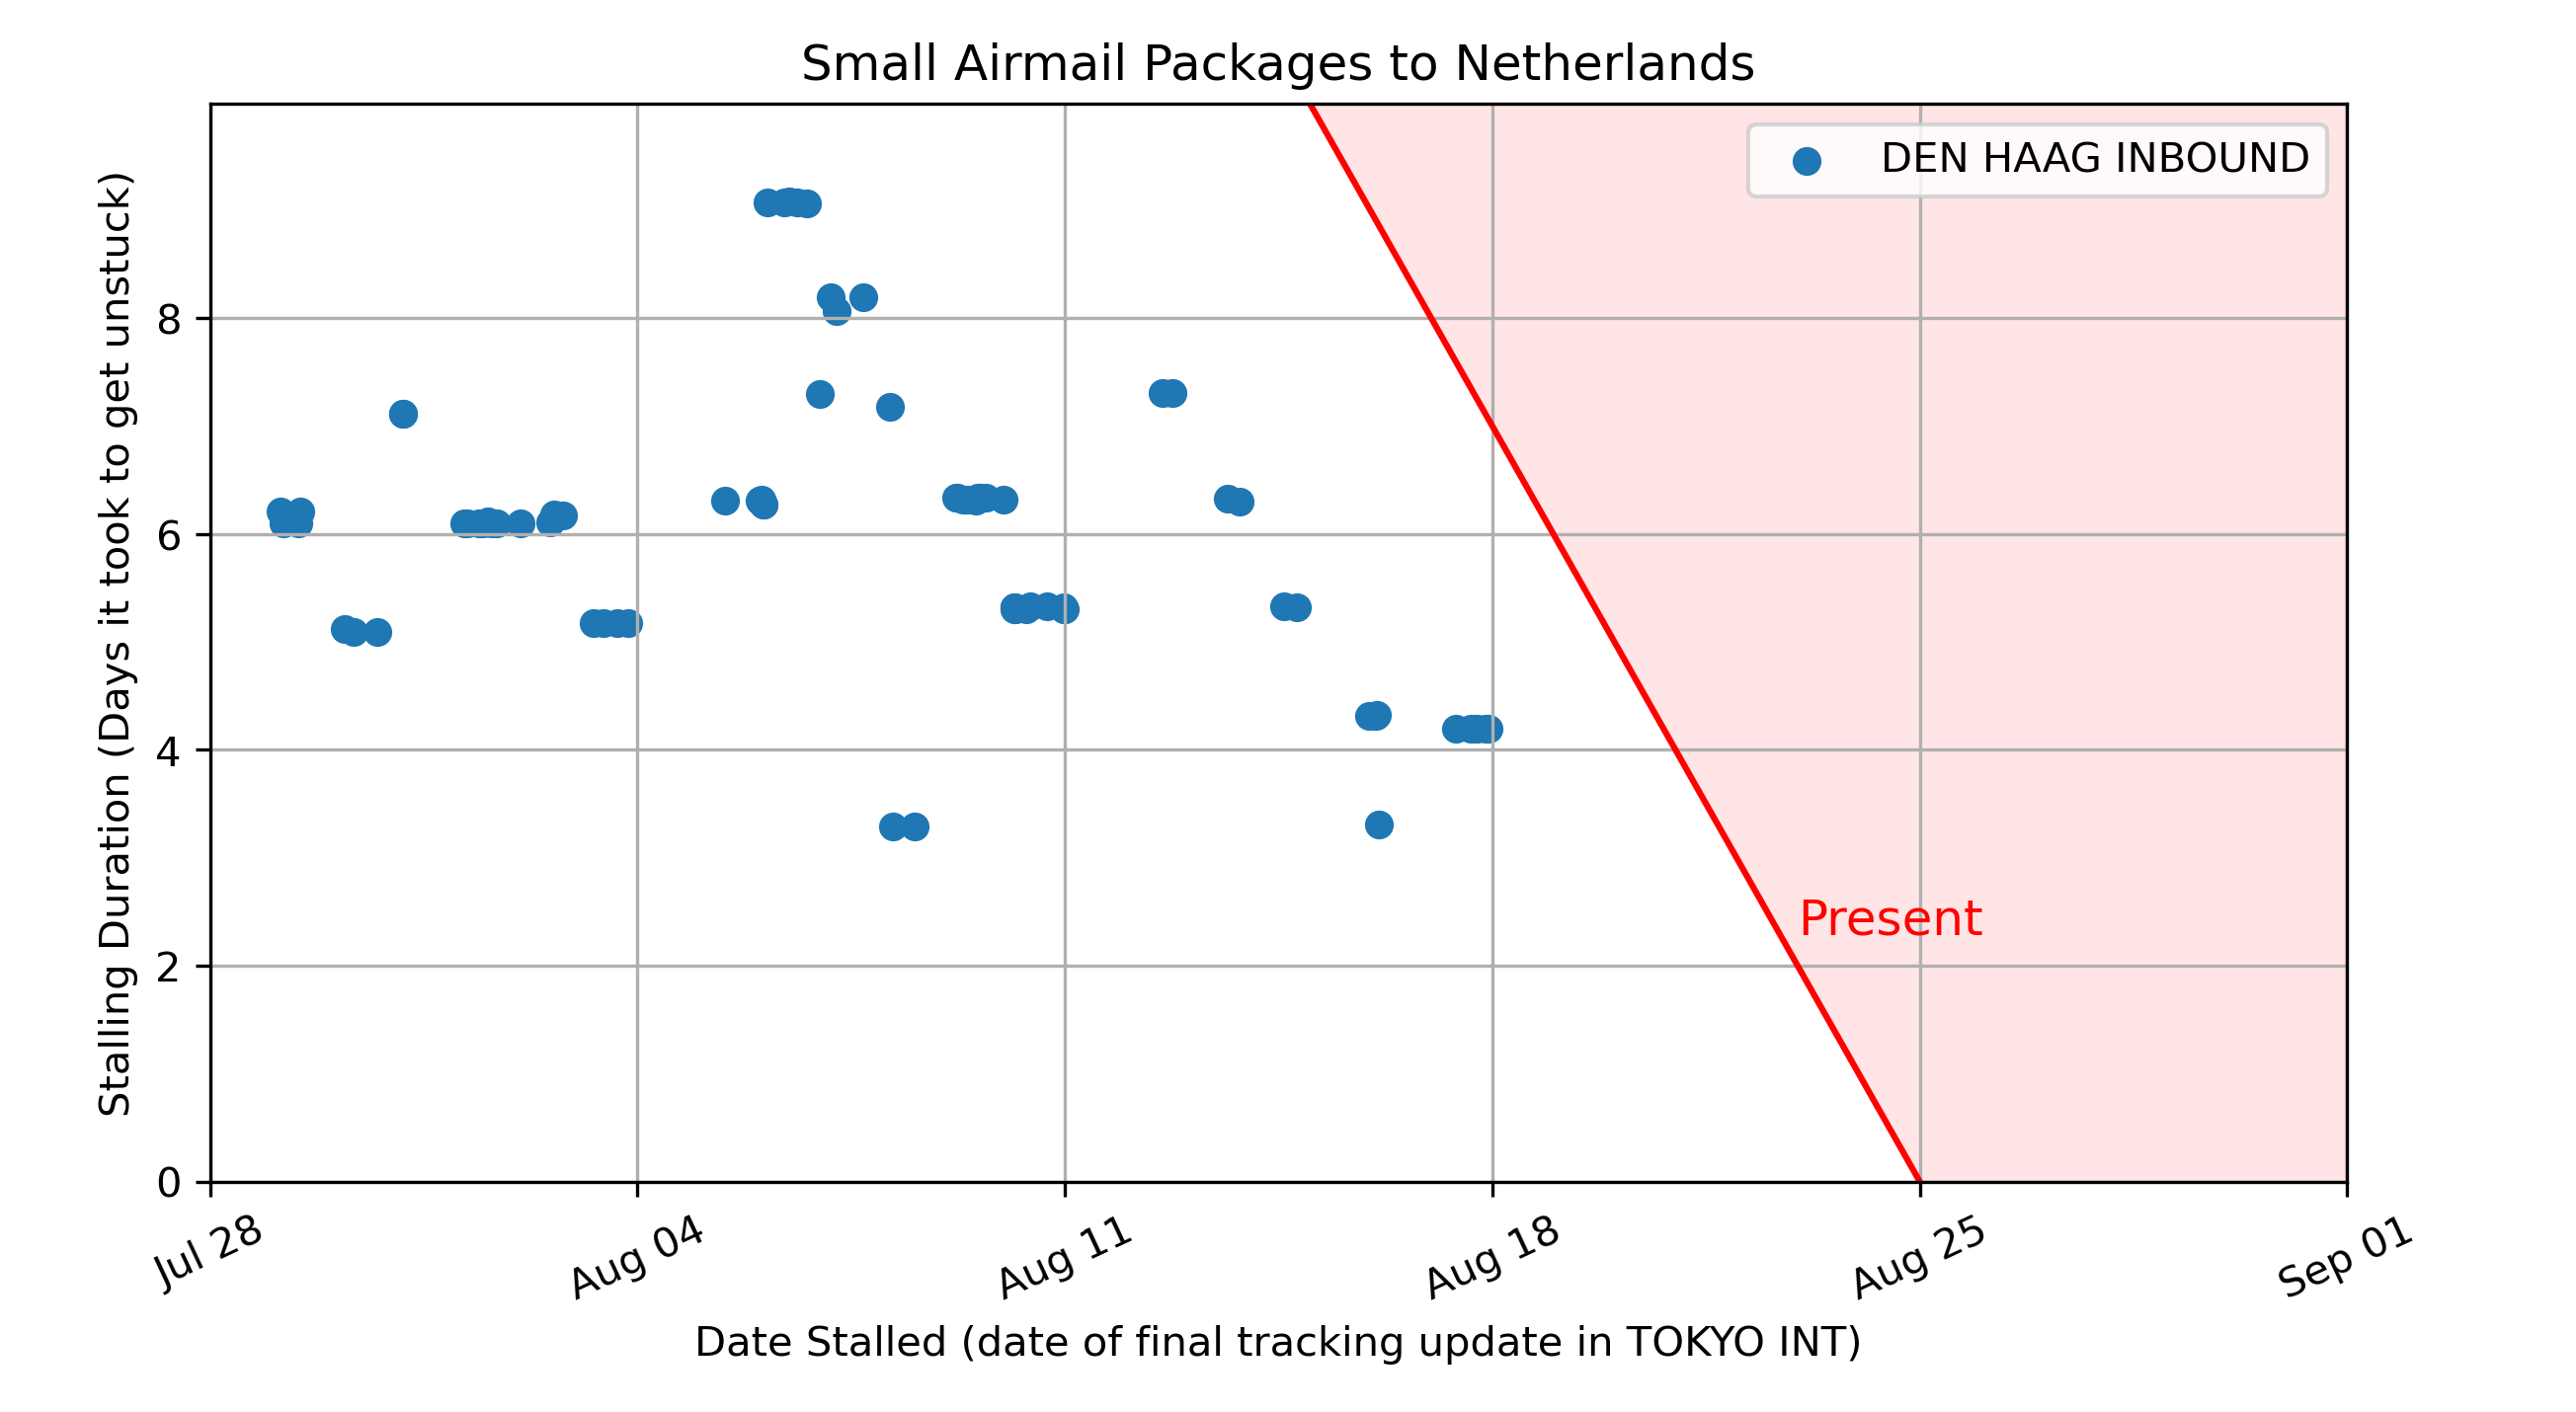 Small Airmail Packages to Netherlands
DEN HAAG INBOUND
Stalling Duration (Days it took to get unstuck)
8
6
4
2
0
Present
Jul 28
Aug 04
Aug 11
Aug 18
Aug 25
Sep 01
Date Stalled (date of final tracking update in TOKYO INT)